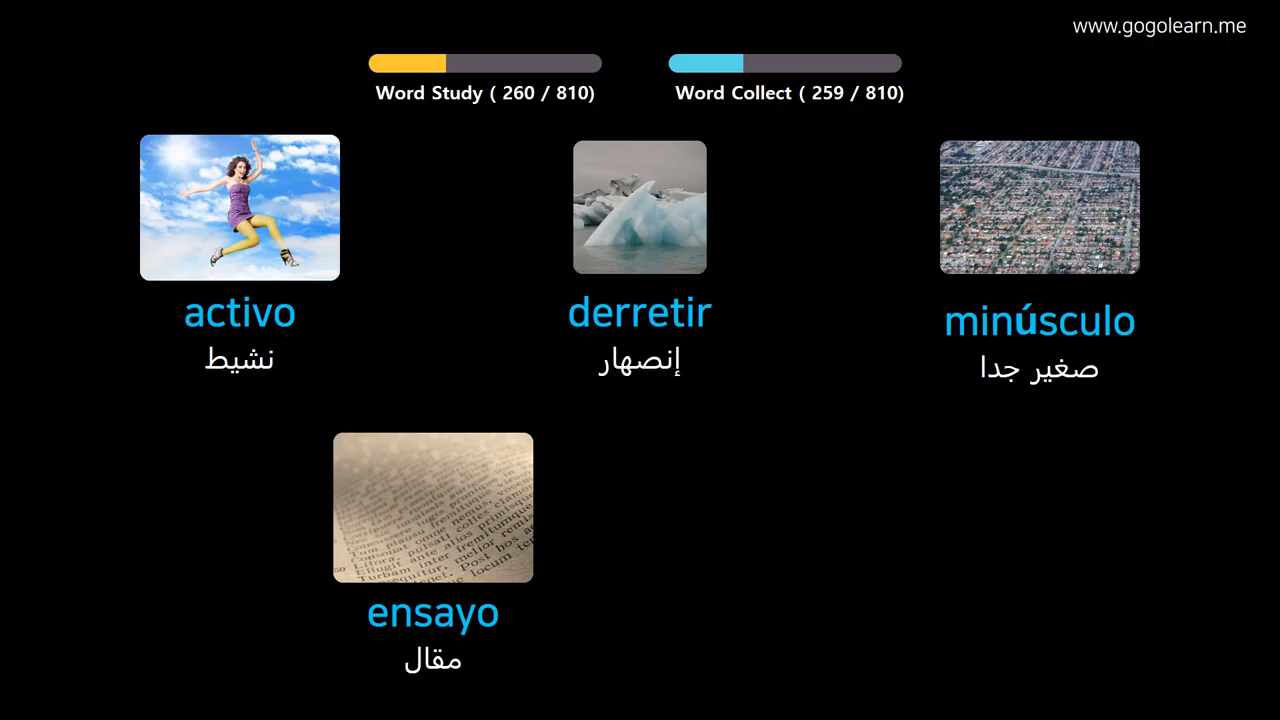 www.gogolearn.me
Word Study ( 260 / 810)
Word Collect ( 259 / 810)
activo
نشيط
derretir
إنصهار
minúsculo
صغير جدا
ensayo
مقال